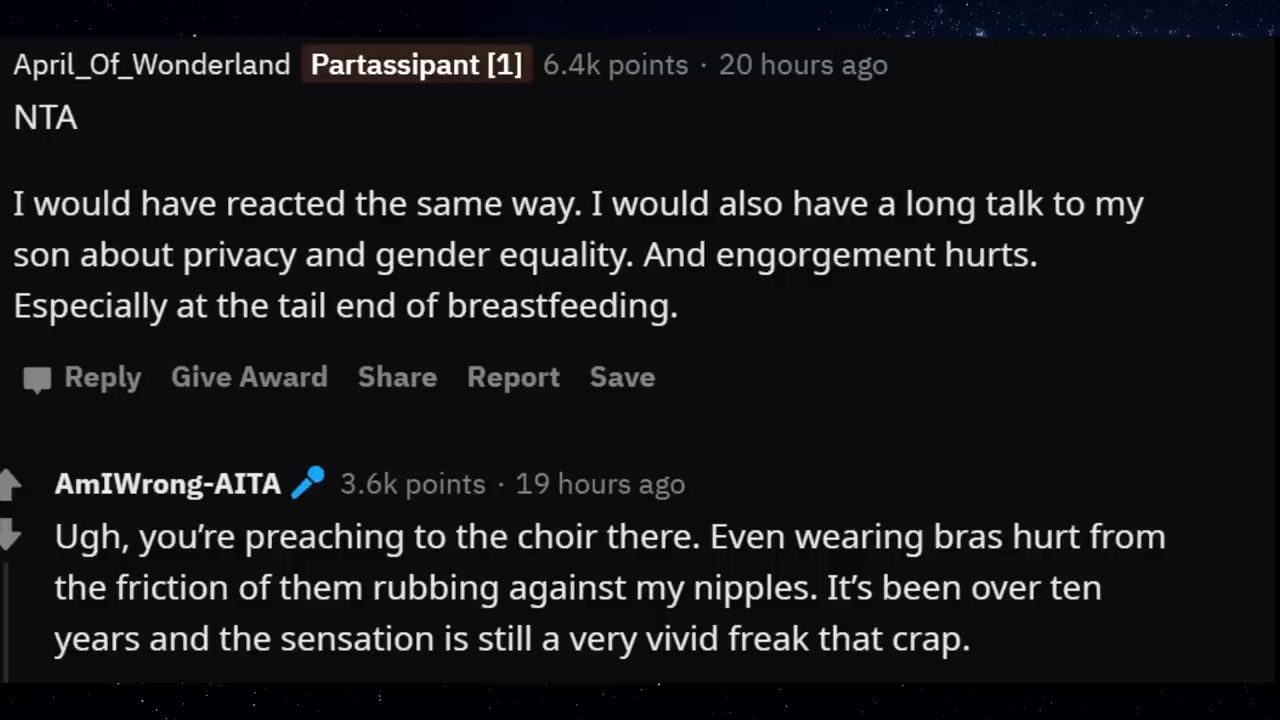 April_Of_Wonderland Partassipant [1] 6.4k points · 20 hours ago
NTA
I would have reacted the same way. I would also have a long talk to my
son about privacy and gender equality. And engorgement hurts.
Especially at the tail end of breastfeeding.
Reply Give Award Share Report Save
AmIWrong-AITA 3.6k points · 19 hours ago
Ugh, you’re preaching to the choir there. Even wearing bras hurt from
the friction of them rubbing against my nipples. It’s been over ten
years and the sensation is still a very vivid freak that crap.